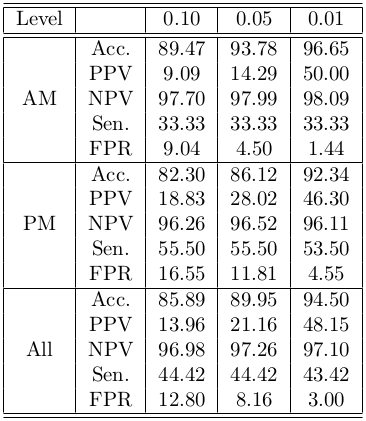 Level 0.10 0.05 0.01
Acc. 89.47 93.78 96.65
PPV 9.09 14.29 50.00
AM NPV 97.70 97.99 98.09
Sen. 33.33 33.33 33.33
FPR 9.04 4.50 1.44
Acc. 82.30 86.12 92.34
PPV 18.83 28.02 46.30
PM NPV 96.26 96.52 96.11
Sen. 55.50 55.50 53.50
FPR 16.55 11.81 4.55
Acc. 85.89 89.95 94.50
PPV 13.96 21.16 48.15
All NPV 96.98 97.26 97.10
Sen. 44.42 44.42 43.42
FPR 12.80 8.16 3.00